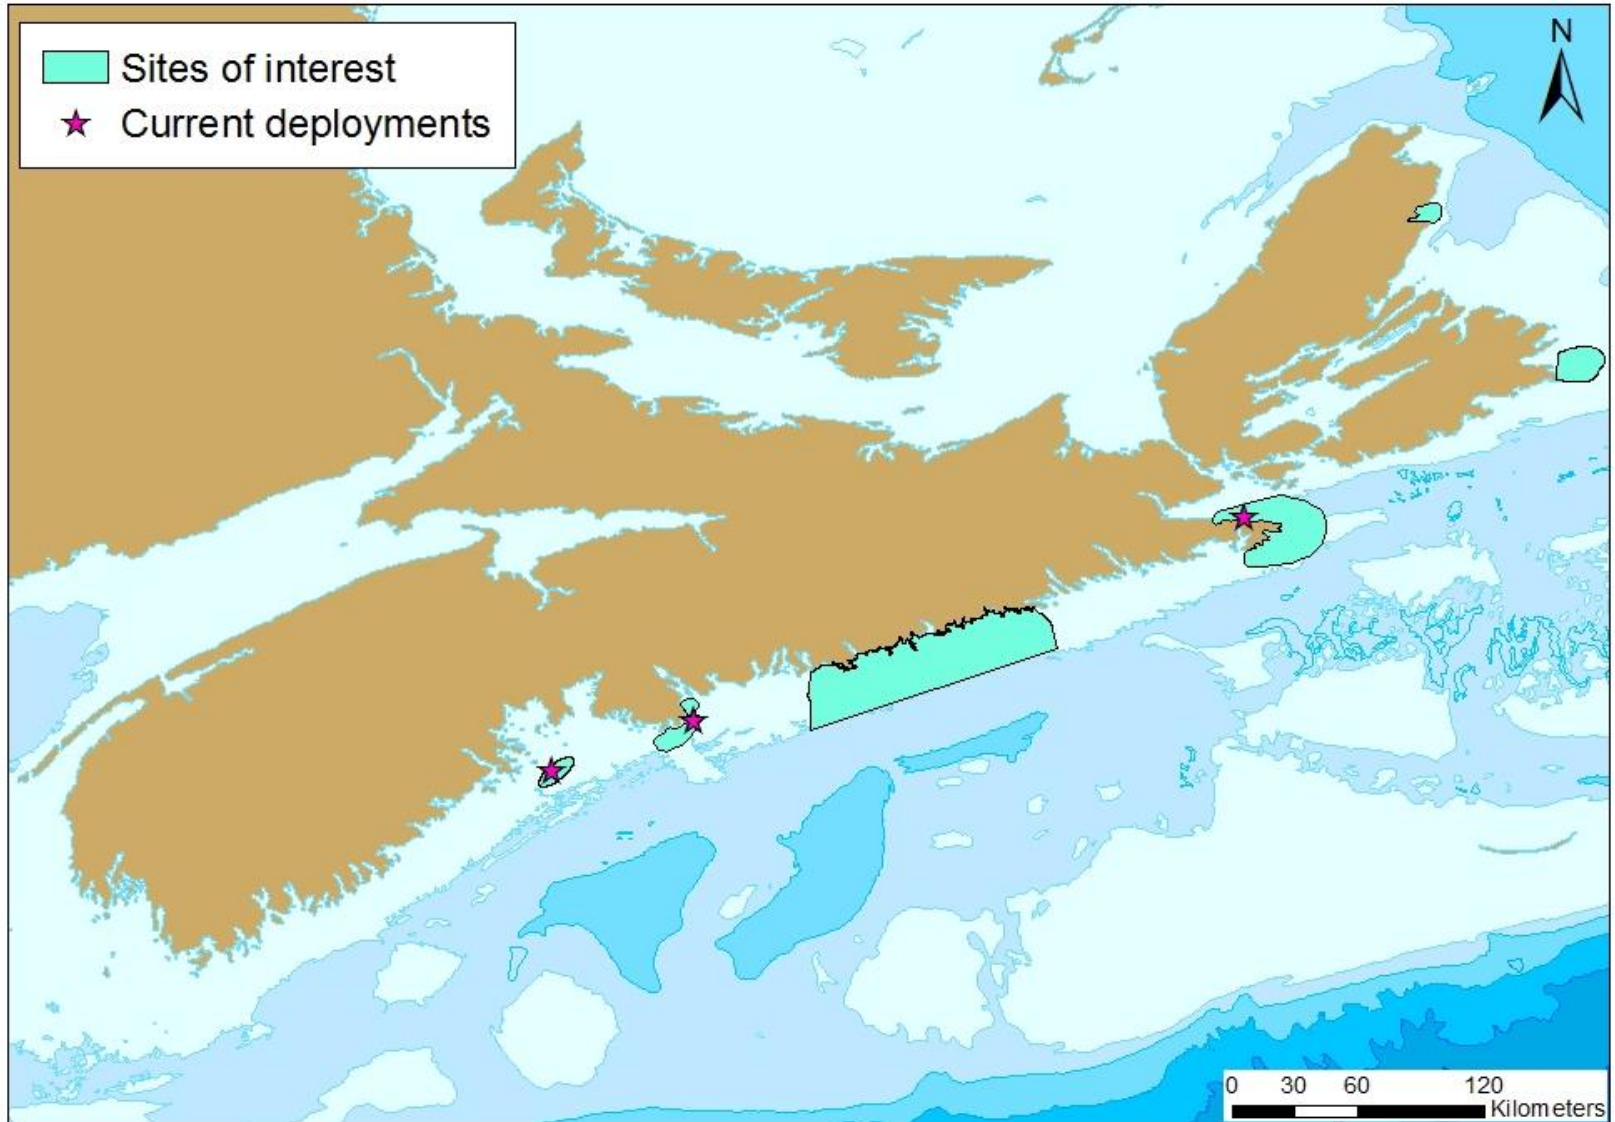 Sites of interest
Current deployments
N
0 30 60 120
Kilometers